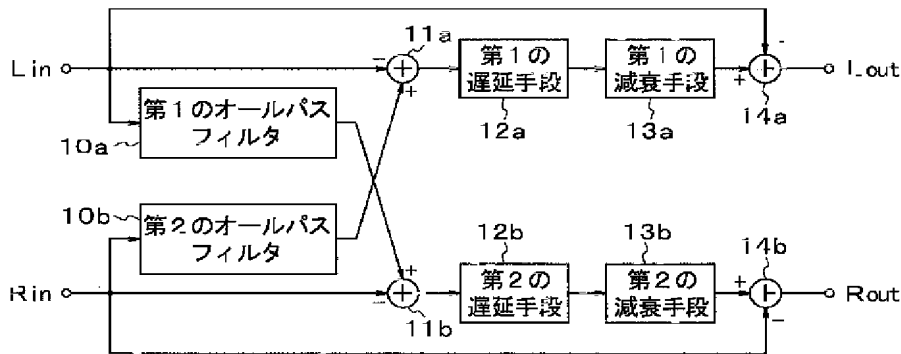 11a
Lin
第1の
遅延手段
第1の
減衰手段
Lout
12a
13a
14a
第1のオールパス
フィルタ
10a
10b
第2のオールパス
フィルタ
12b
13b
14b
Rin
第2の
遅延手段
第2の
減衰手段
Rout
11b